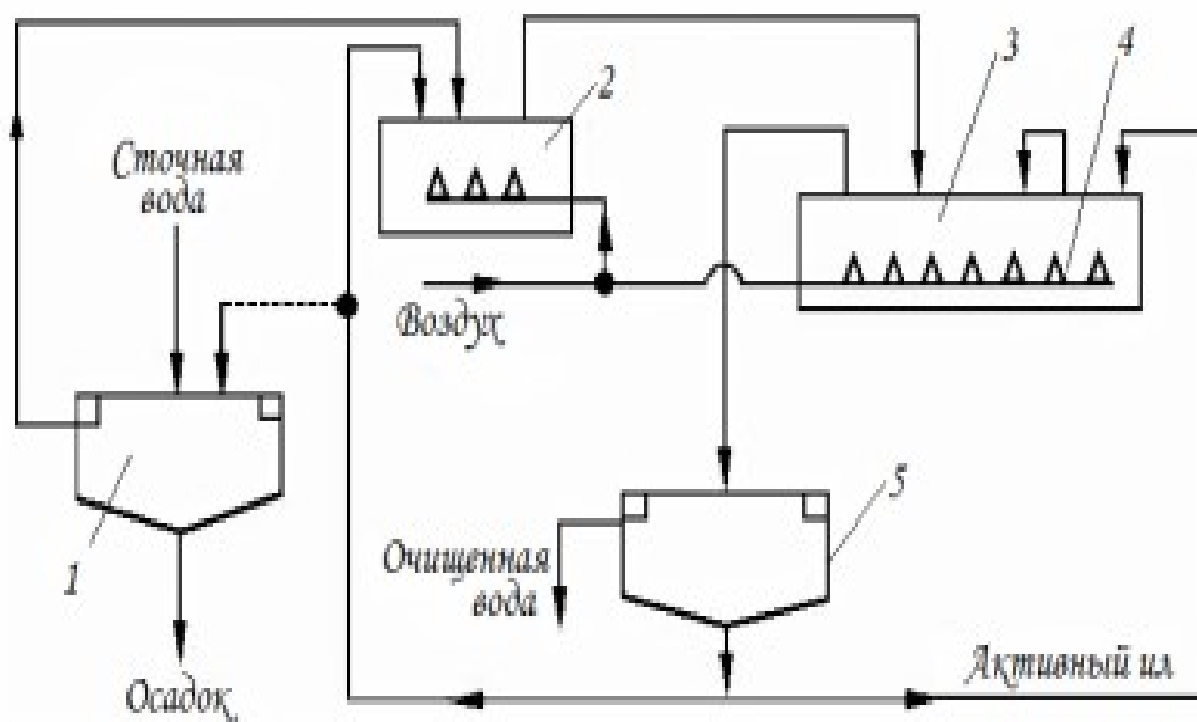 2
3
4
Сточная
вода
Воздух
1
5
Очищенная
вода
Осадок
Активный ил